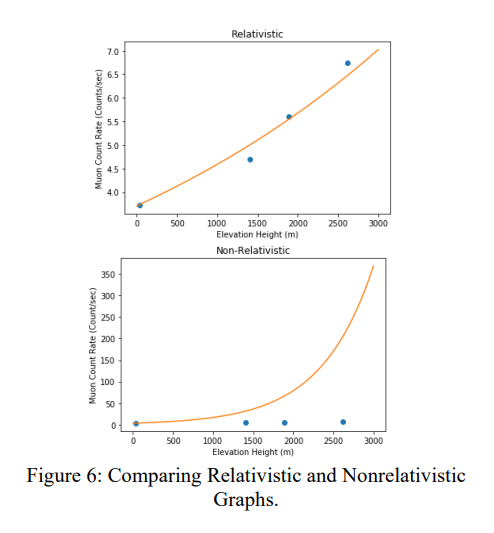 Relativistic
7.0
6.5
6.0
5.5
5.0
4.5
4.0
Muon Count Rate (Counts/sec)
0 500 1000 1500 2000 2500 3000
Elevation Height (m)
Non-Relativistic
350
300
250
200
150
100
50
0
Muon Count Rate (Count/sec)
0 500 1000 1500 2000 2500 3000
Elevation Height (m)
Figure 6: Comparing Relativistic and Nonrelativistic
Graphs.